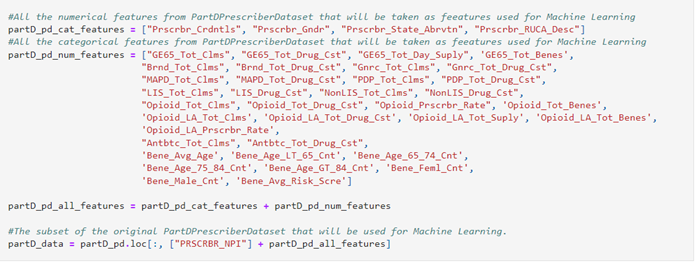 #All the numerical features from PartDPrescriberDataset that will be taken as feeatures used for Machine Learning
partD_pd_cat_features = ["Prscrbr_Crdntls", "Prscrbr_Gndr", "Prscrbr_State_Abrvtn", "Prscrbr_RUCA_Desc"]
#All the categorical features from PartDPrescriberDataset that will be taken as feeatures used for Machine Learning
partD_pd_num_features = ["GE65_Tot_Clms", "GE65_Tot_Drug_Cst", "GE65_Tot_Day_Suply", 'GE65_Tot_Benes',
"Brnd_Tot_Clms", "Brnd_Tot_Drug_Cst", "Gnrc_Tot_Clms", "Gnrc_Tot_Drug_Cst",
"MAPD_Tot_Clms", "MAPD_Tot_Drug_Cst", "PDP_Tot_Clms", "PDP_Tot_Drug_Cst",
"LIS_Tot_Clms", "LIS_Drug_Cst", "NonLIS_Tot_Clms", "NonLIS_Drug_Cst",
"Opioid_Tot_Clms", "Opioid_Tot_Drug_Cst", "Opioid_Prscrbr_Rate", 'Opioid_Tot_Benes',
'Opioid_LA_Tot_Clms', 'Opioid_LA_Tot_Drug_Cst', 'Opioid_LA_Tot_Suply', 'Opioid_LA_Tot_Benes',
'Opioid_LA_Prscrbr_Rate',
"Antbtc_Tot_Clms", "Antbtc_Tot_Drug_Cst",
'Bene_Avg_Age', 'Bene_Age_LT_65_Cnt', 'Bene_Age_65_74_Cnt',
'Bene_Age_75_84_Cnt', 'Bene_Age_GT_84_Cnt', 'Bene_Feml_Cnt',
'Bene_Male_Cnt', 'Bene_Avg_Risk_Scre']
partD_pd_all_features = partD_pd_cat_features + partD_pd_num_features
#The subset of the original PartDPrescriberDataset that will be used for Machine Learning.
partD_data = partD_pd.loc[:, ["PRSCRBR_NPI"] + partD_pd_all_features]